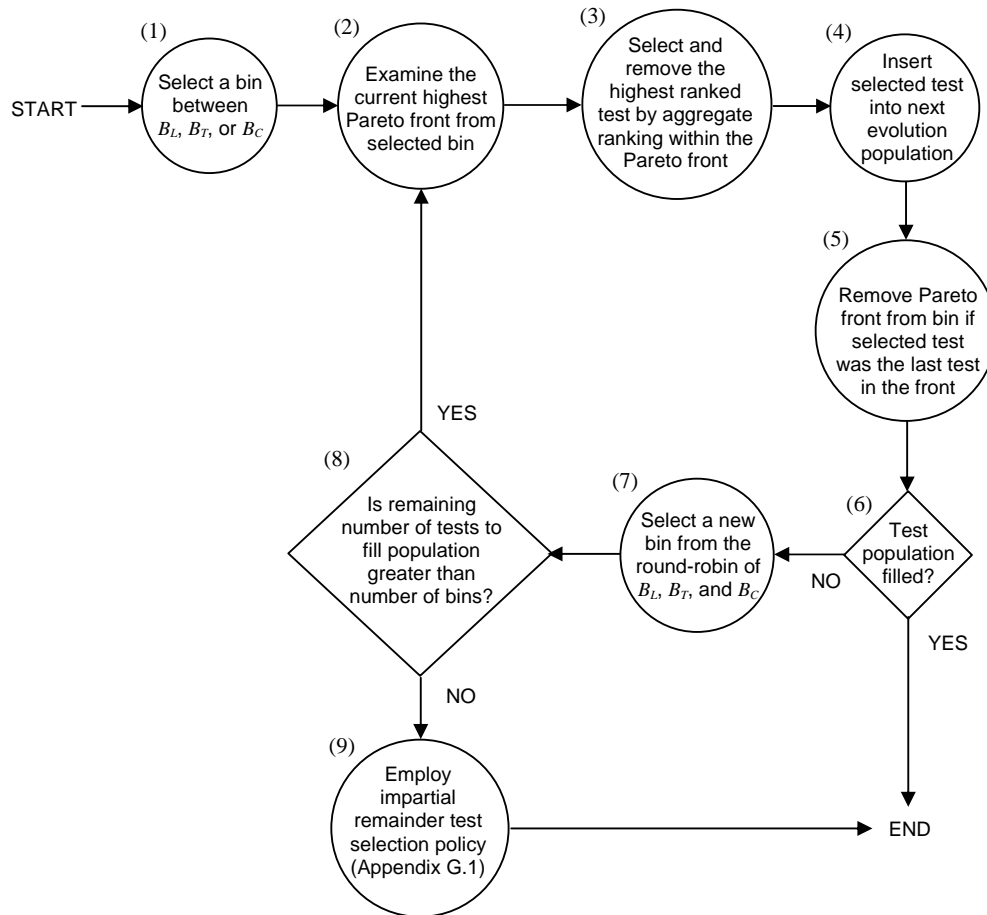 START
(1)
Select a bin
between
B_L, B_T, or B_C
(2)
Examine the
current highest
Pareto front from
selected bin
(3)
Select and
remove the
highest ranked
test by aggregate
ranking within the
Pareto front
(4)
Insert
selected test
into next
evolution
population
(5)
Remove Pareto
front from bin if
selected test
was the last test
in the front
(6)
Test
population
filled?
NO
YES
(7)
Select a new
bin from the
round-robin of
B_L, B_T, and B_C
(8)
Is remaining
number of tests to
fill population
greater than
number of bins?
YES
NO
(9)
Employ
impartial
remainder test
selection policy
(Appendix G.1)
END